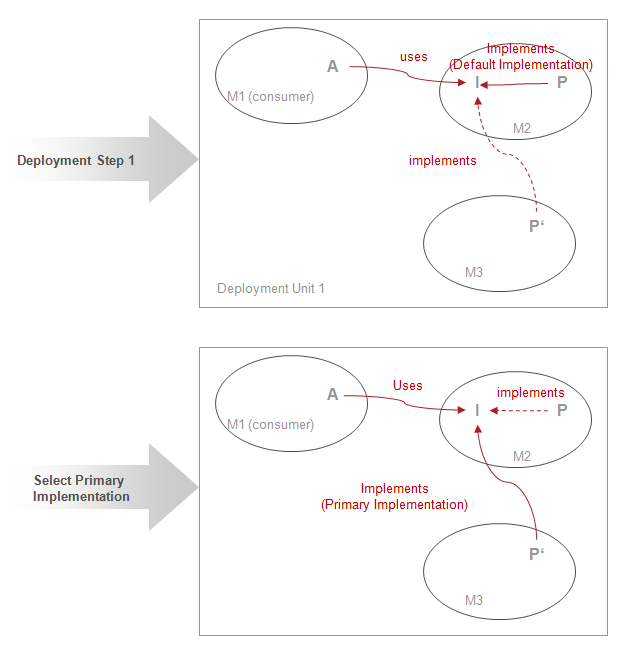 Deployment Step 1
uses
Implements
(Default Implementation)
A
I
P
M1 (consumer)
M2
implements
P‘
M3
Deployment Unit 1
Select Primary
Implementation
Uses
implements
A
I
P
M1 (consumer)
M2
Implements
(Primary Implementation)
P‘
M3